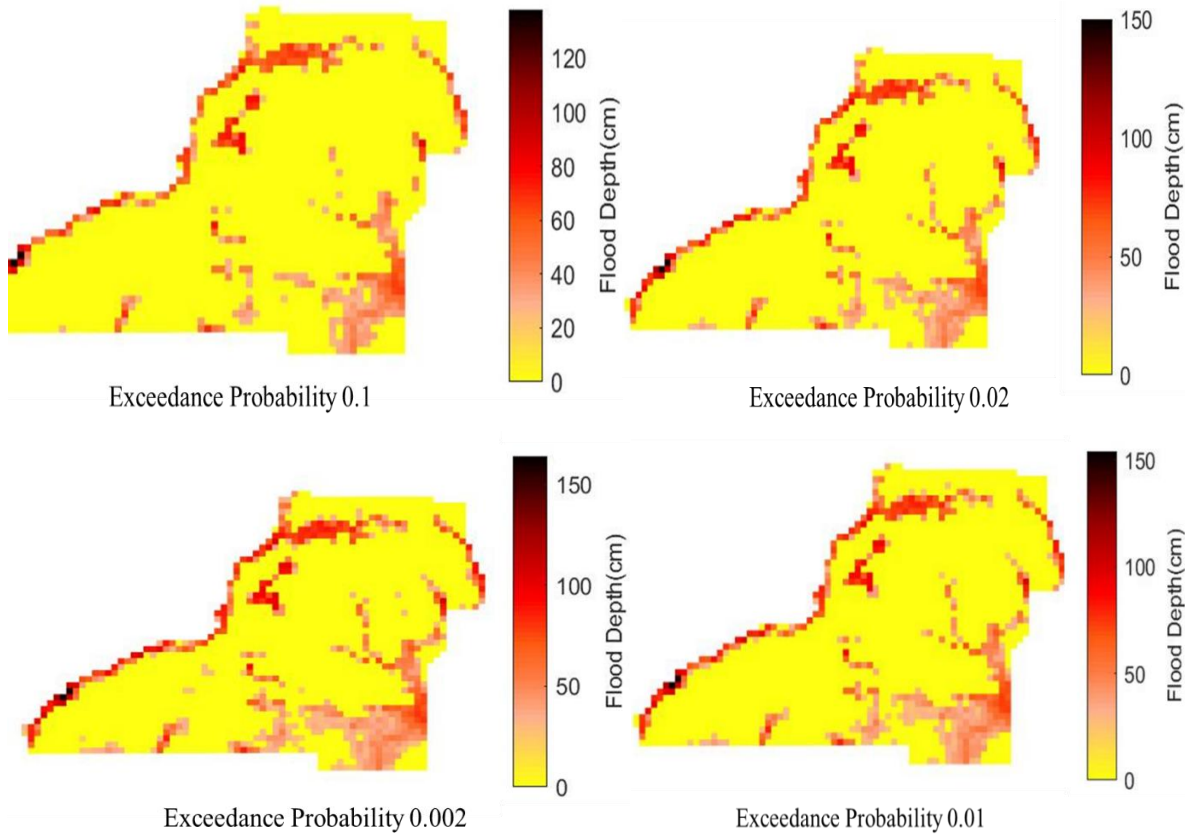 120
100
80
60
40
20
0
Flood Depth(cm)
Exceedance Probability 0.1
150
100
50
0
Flood Depth(cm)
Exceedance Probability 0.02
150
100
50
0
Flood Depth(cm)
Exceedance Probability 0.002
150
100
50
0
Flood Depth(cm)
Exceedance Probability 0.01